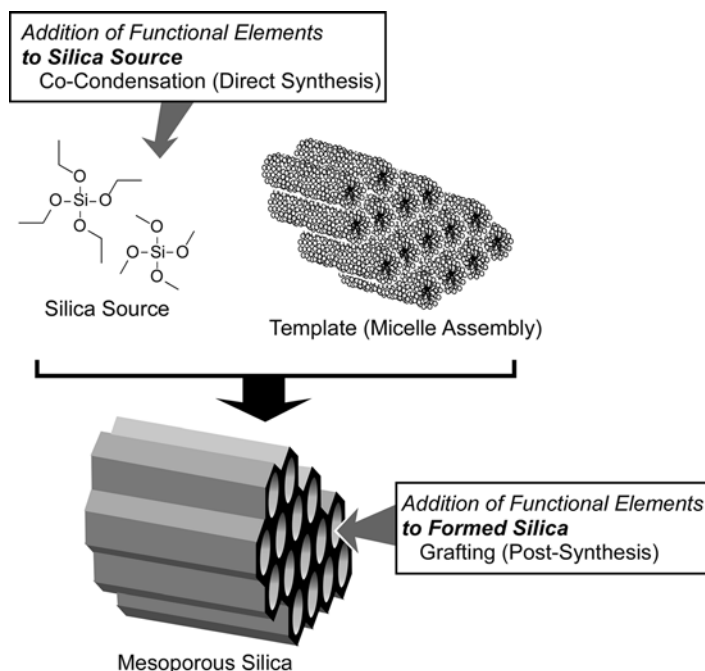 Addition of Functional Elements
to Silica Source
Co-Condensation (Direct Synthesis)
O
O
Si
O
O
O
O
Si
O
O
Silica Source
Template (Micelle Assembly)
Addition of Functional Elements
to Formed Silica
Grafting (Post-Synthesis)
Mesoporous Silica